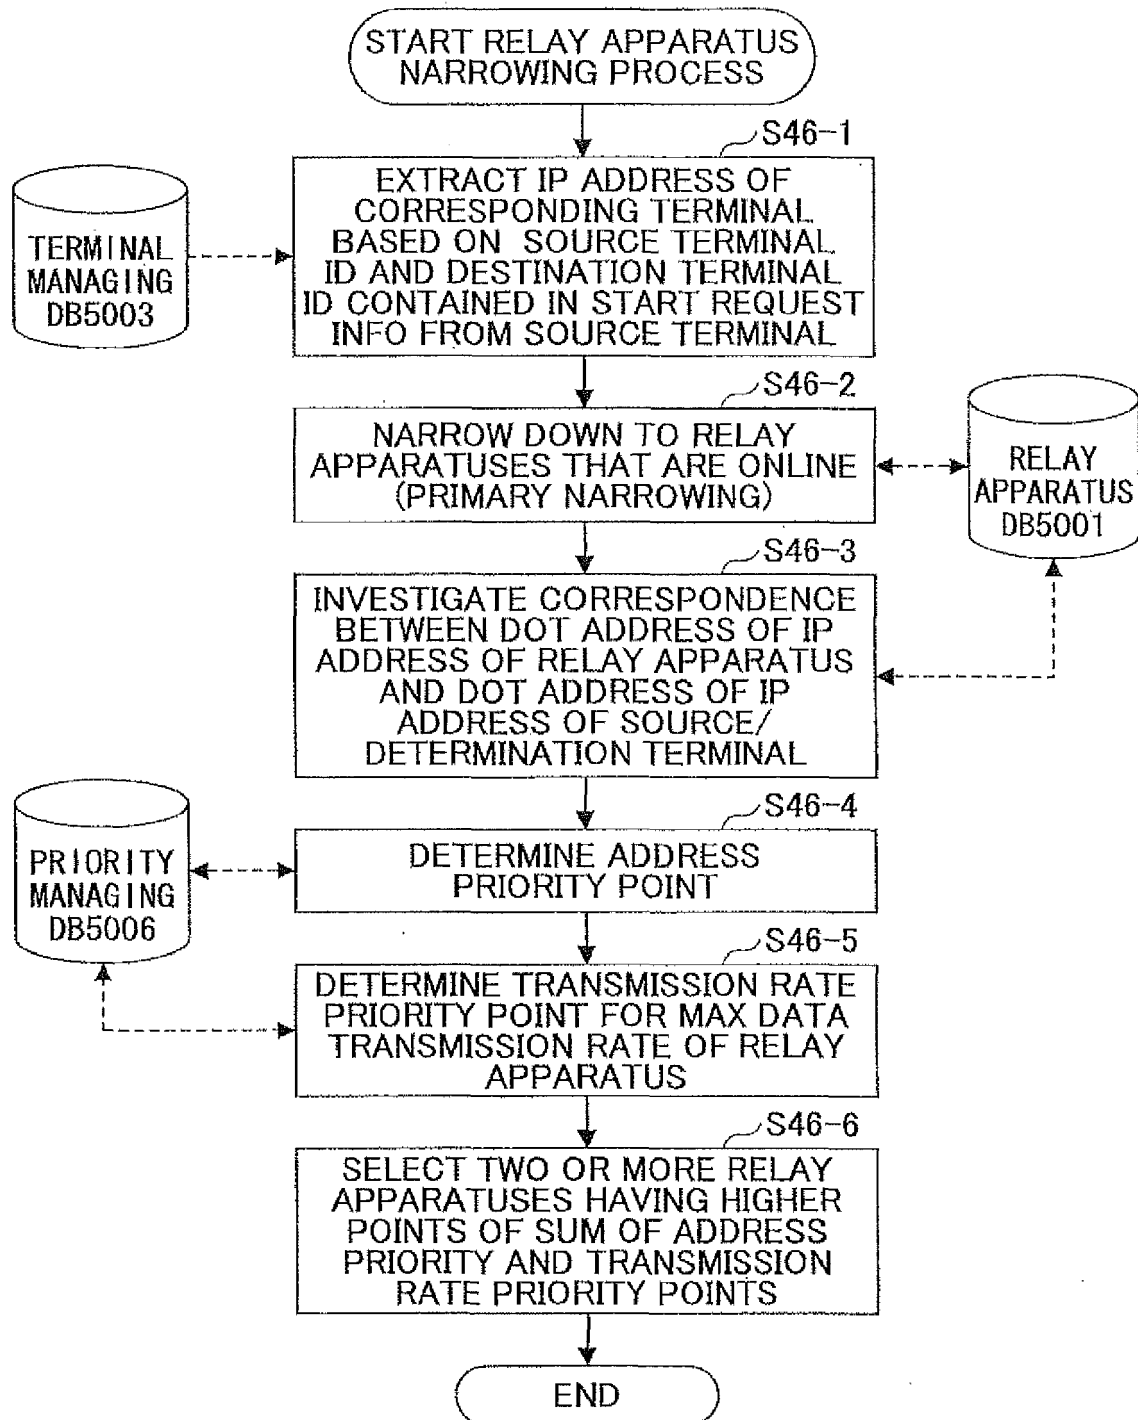 START RELAY APPARATUS
NARROWING PROCESS
S46-1
EXTRACT IP ADDRESS OF
CORRESPONDING TERMINAL
BASED ON SOURCE TERMINAL
ID AND DESTINATION TERMINAL
ID CONTAINED IN START REQUEST
INFO FROM SOURCE TERMINAL
TERMINAL
MANAGING
DB5003
S46-2
NARROW DOWN TO RELAY
APPARATUSES THAT ARE ONLINE
(PRIMARY NARROWING)
RELAY
APPARATUS
DB5001
S46-3
INVESTIGATE CORRESPONDENCE
BETWEEN DOT ADDRESS OF IP
ADDRESS OF RELAY APPARATUS
AND DOT ADDRESS OF IP
ADDRESS OF SOURCE/
DETERMINATION TERMINAL
S46-4
DETERMINE ADDRESS
PRIORITY POINT
PRIORITY
MANAGING
DB5006
S46-5
DETERMINE TRANSMISSION RATE
PRIORITY POINT FOR MAX DATA
TRANSMISSION RATE OF RELAY
APPARATUS
S46-6
SELECT TWO OR MORE RELAY
APPARATUSES HAVING HIGHER
POINTS OF SUM OF ADDRESS
PRIORITY AND TRANSMISSION
RATE PRIORITY POINTS
END